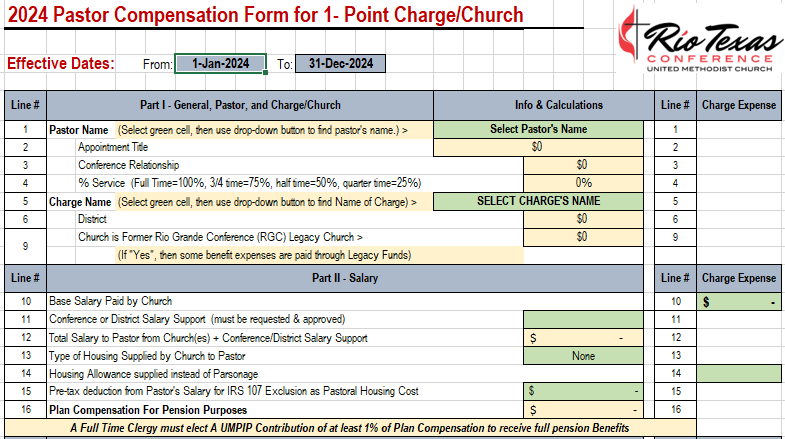 2024 Pastor Compensation Form for 1- Point Charge/Church
Rio Texas
CONFERENCE
UNITED METHODIST CHURCH
Effective Dates: From: 1-Jan-2024 To: 31-Dec-2024
Line # Part I - General, Pastor, and Charge/Church Info & Calculations Line # Charge Expense
1 Pastor Name (Select green cell, then use drop-down button to find pastor's name.) > Select Pastor's Name 1
2 Appointment Title $0 2
3 Conference Relationship $0 3
4 % Service (Full Time=100%, 3/4 time=75%, half time=50%, quarter time=25%) 0% 4
5 Charge Name (Select green cell, then use drop-down button to find Name of Charge) > SELECT CHARGE'S NAME 5
6 District $0 6
9 Church is Former Rio Grande Conference (RGC) Legacy Church > $0 9
(If "Yes", then some benefit expenses are paid through Legacy Funds)
Line # Part II - Salary Line # Charge Expense
10 Base Salary Paid by Church 10 $ -
11 Conference or District Salary Support (must be requested & approved) 11
12 Total Salary to Pastor from Church(es) + Conference/District Salary Support $ - 12
13 Type of Housing Supplied by Church to Pastor None 13
14 Housing Allowance supplied instead of Parsonage 14
15 Pre-tax deduction from Pastor's Salary for IRS 107 Exclusion as Pastoral Housing Cost $ - 15
16 Plan Compensation For Pension Purposes $ - 16
A Full Time Clergy must elect A UMPIP Contribution of at least 1% of Plan Compensation to receive full pension Benefits